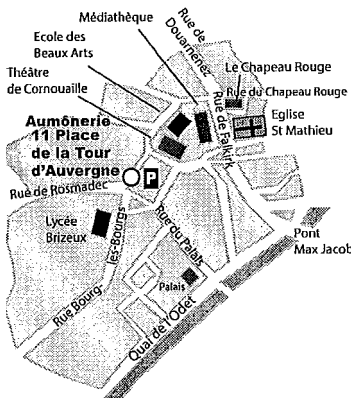 Médiathèque
Rue de
Douarnenez
Ecole des
Beaux Arts
Le Chapeau Rouge
Théâtre
de Cornouaille
Rue du Chapeau Rouge
Rue de Falkirk
Eglise
St Mathieu
Aumônerie
11 Place
de la Tour
d'Auvergne
P
Rue de Rosmadec
Lycée
Brizeux
Rue Bourg-
les-Bourgs
Rue du Palais
Palais
Pont
Max Jacob
Quai de l'Odet